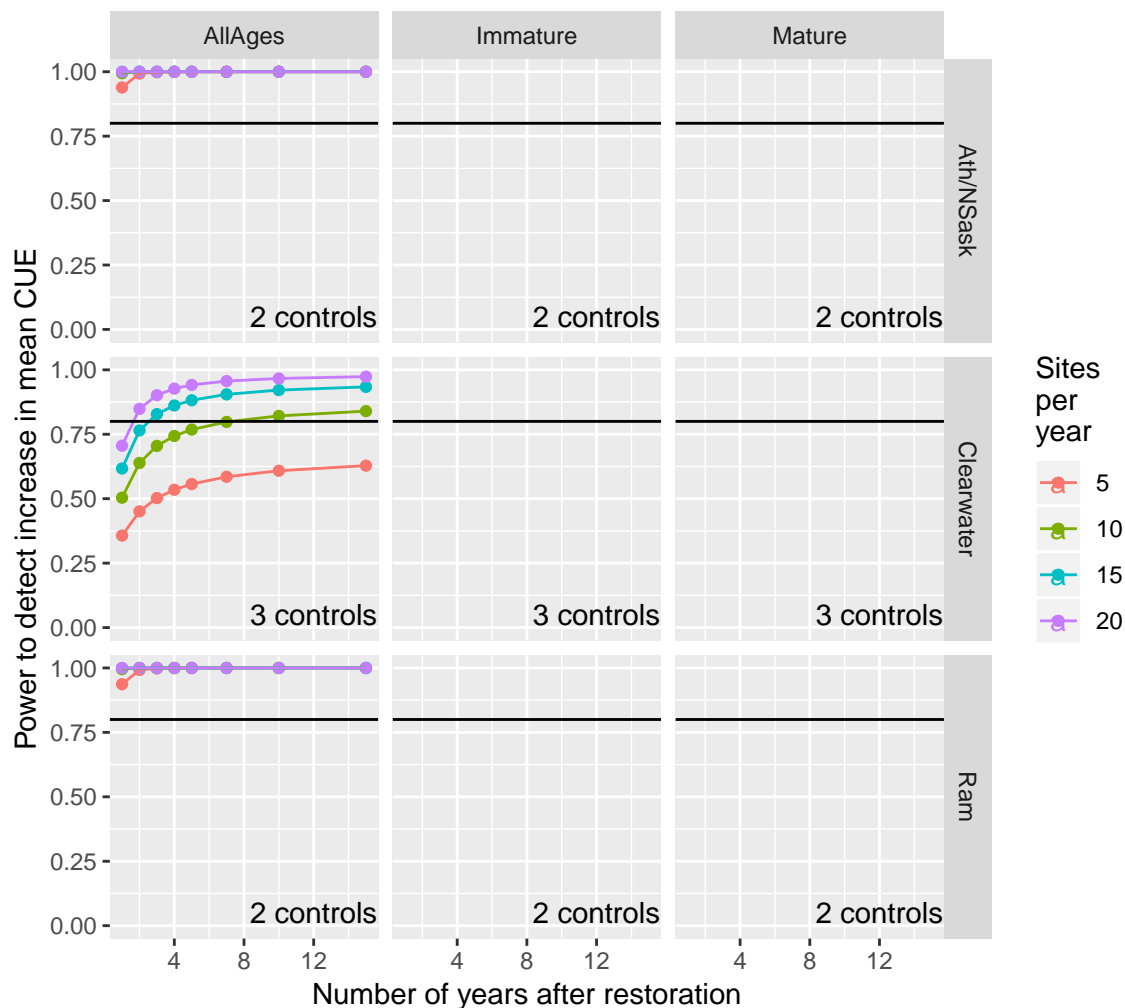 AllAges Immature Mature
1.00
0.75
0.50
0.25
0.00
2 controls 2 controls 2 controls
Ath/NSask
1.00
0.75
0.50
0.25
0.00
3 controls 3 controls 3 controls
Clearwater
1.00
0.75
0.50
0.25
0.00
2 controls 2 controls 2 controls
Ram
4 8 12 4 8 12 4 8 12
Number of years after restoration
Power to detect increase in mean CUE
Sites
per
year
a 5
a 10
a 15
a 20